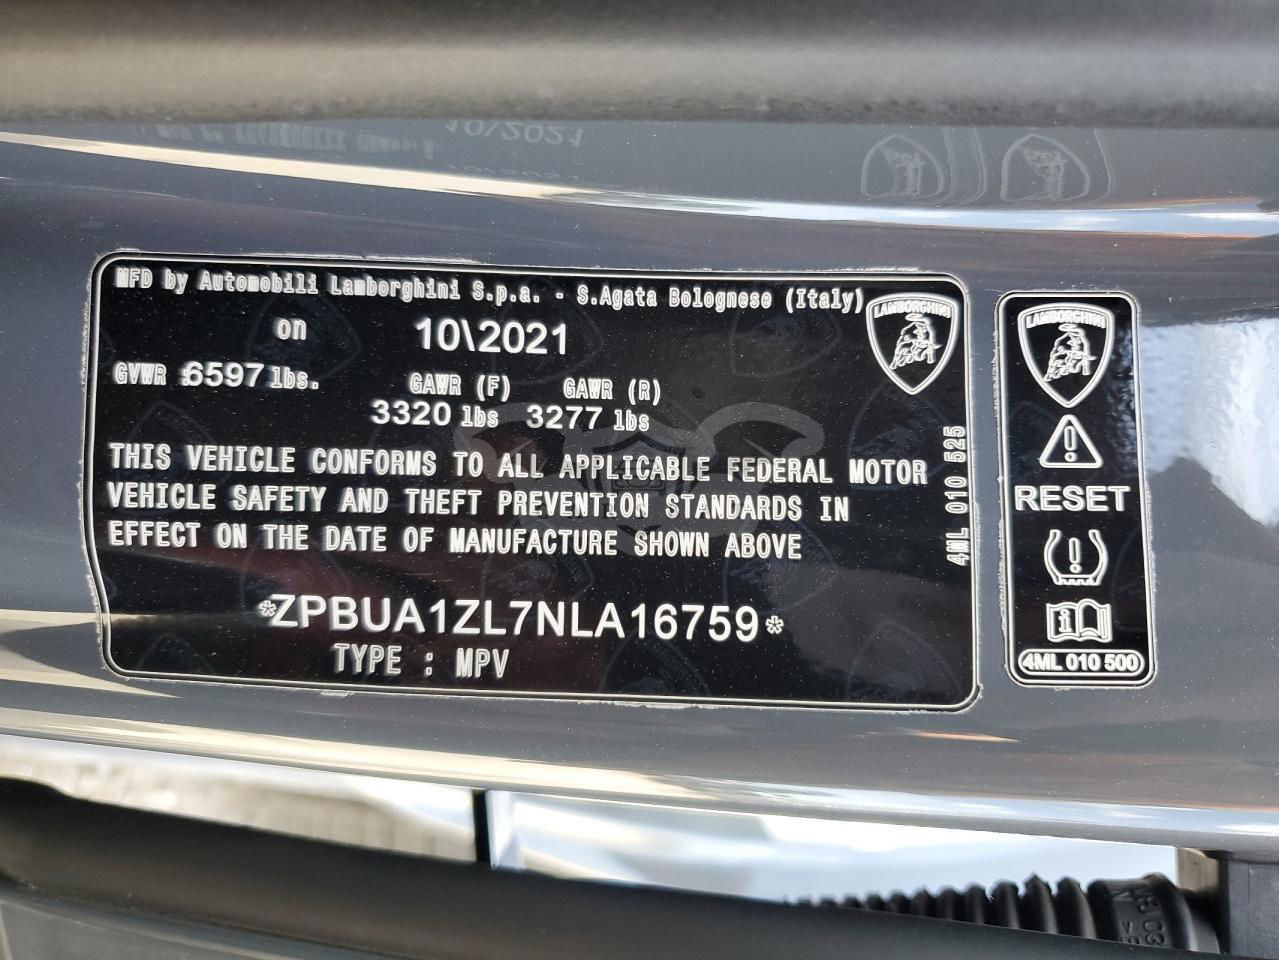 MFD by Automobili Lamborghini S.p.a. - S.Agata Bolognese (Italy)
on 10\2021
GVWR 6597 lbs. GAWR (F) GAWR (R)
3320 lbs 3277 lbs
THIS VEHICLE CONFORMS TO ALL APPLICABLE FEDERAL MOTOR
VEHICLE SAFETY AND THEFT PREVENTION STANDARDS IN
EFFECT ON THE DATE OF MANUFACTURE SHOWN ABOVE
*ZPBUA1ZL7NLA16759*
TYPE : MPV
LAMBORGHINI
4ML 010 525
LAMBORGHINI
RESET
4ML 010 500
10\2021